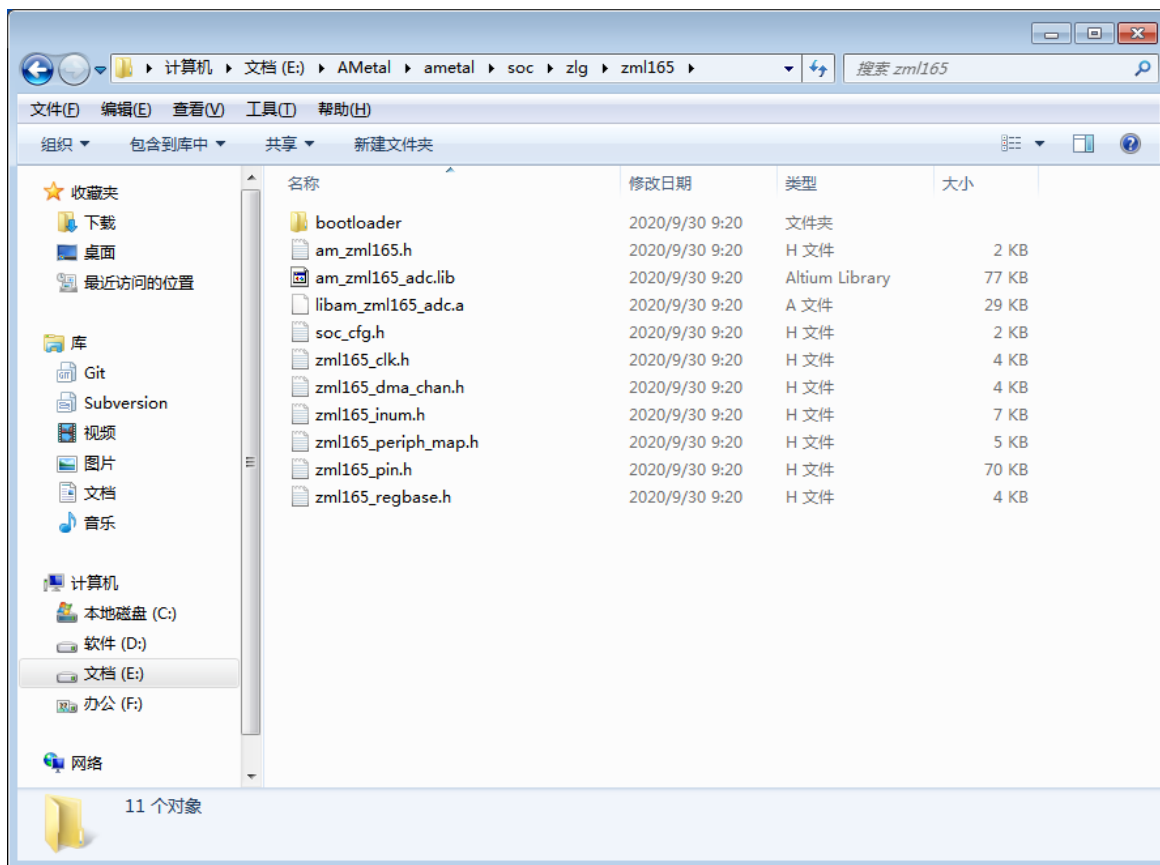 计算机 文档 (E:) AMetal ametal soc zlg zml165 搜索 zml165
文件(F) 编辑(E) 查看(V) 工具(T) 帮助(H)
组织 包含到库中 共享 新建文件夹
收藏夹
下载
桌面
最近访问的位置
库
Git
Subversion
视频
图片
文档
音乐
计算机
本地磁盘 (C:)
软件 (D:)
文档 (E:)
办公 (F:)
网络
名称 修改日期 类型 大小
bootloader 2020/9/30 9:20 文件夹
am_zml165.h 2020/9/30 9:20 H 文件 2 KB
am_zml165_adc.lib 2020/9/30 9:20 Altium Library 77 KB
libam_zml165_adc.a 2020/9/30 9:20 A 文件 29 KB
soc_cfg.h 2020/9/30 9:20 H 文件 2 KB
zml165_clk.h 2020/9/30 9:20 H 文件 4 KB
zml165_dma_chan.h 2020/9/30 9:20 H 文件 4 KB
zml165_inum.h 2020/9/30 9:20 H 文件 7 KB
zml165_periph_map.h 2020/9/30 9:20 H 文件 5 KB
zml165_pin.h 2020/9/30 9:20 H 文件 70 KB
zml165_regbase.h 2020/9/30 9:20 H 文件 4 KB
11 个对象